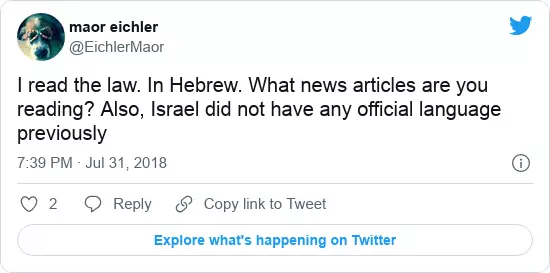 maor eichler
@EichlerMaor
I read the law. In Hebrew. What news articles are you
reading? Also, Israel did not have any official language
previously
7:39 PM · Jul 31, 2018
2 Reply Copy link to Tweet
Explore what's happening on Twitter